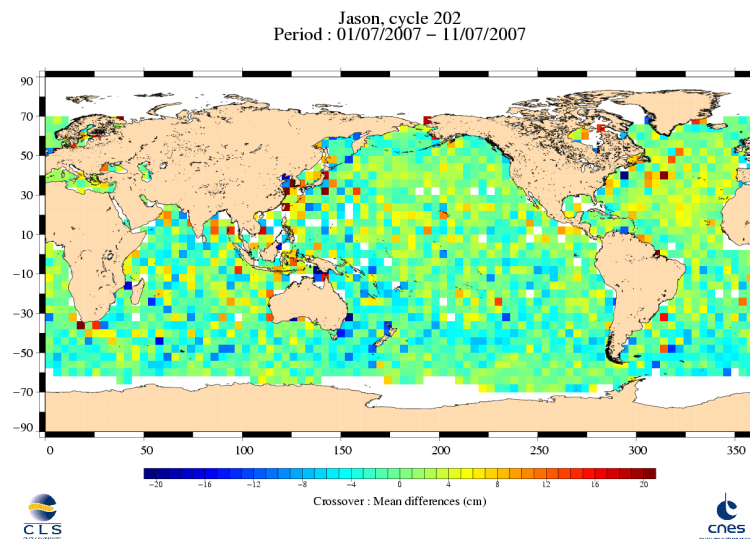 Jason, cycle 202
Period : 01/07/2007 − 11/07/2007
90
70
50
30
10
−10
−30
−50
−70
−90
0 50 100 150 200 250 300 350
−20 −16 −12 −8 −4 0 4 8 12 16 20
Crossover : Mean differences (cm)
CLS
cnes